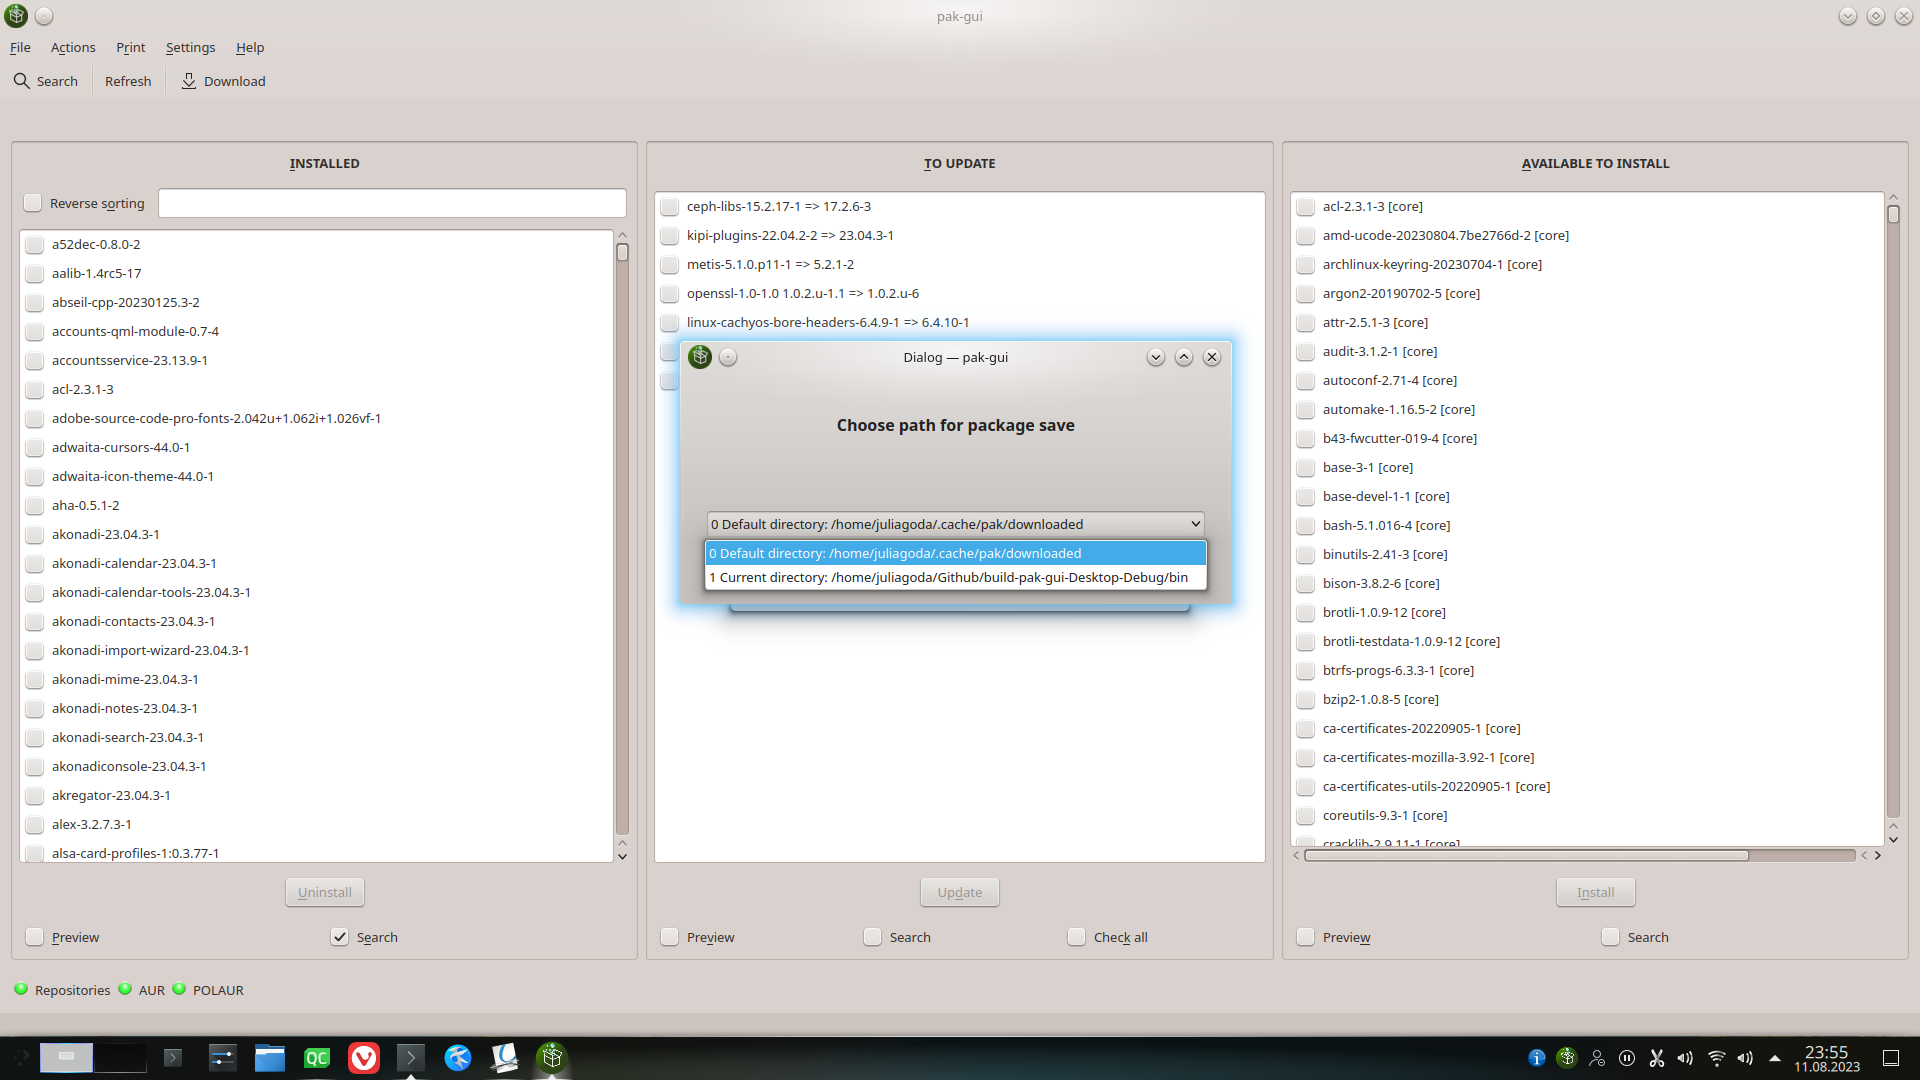 pak-gui
File Actions Print Settings Help
Search Refresh Download
INSTALLED
Reverse sorting
a52dec-0.8.0-2
aalib-1.4rc5-17
abseil-cpp-20230125.3-2
accounts-qml-module-0.7-4
accountsservice-23.13.9-1
acl-2.3.1-3
adobe-source-code-pro-fonts-2.042u+1.062i+1.026vf-1
adwaita-cursors-44.0-1
adwaita-icon-theme-44.0-1
aha-0.5.1-2
akonadi-23.04.3-1
akonadi-calendar-23.04.3-1
akonadi-calendar-tools-23.04.3-1
akonadi-contacts-23.04.3-1
akonadi-import-wizard-23.04.3-1
akonadi-mime-23.04.3-1
akonadi-notes-23.04.3-1
akonadi-search-23.04.3-1
akonadiconsole-23.04.3-1
akregator-23.04.3-1
alex-3.2.7.3-1
alsa-card-profiles-1:0.3.77-1
Uninstall
Preview Search
TO UPDATE
ceph-libs-15.2.17-1 => 17.2.6-3
kipi-plugins-22.04.2-2 => 23.04.3-1
metis-5.1.0.p11-1 => 5.2.1-2
openssl-1.0-1.0 1.0.2.u-1.1 => 1.0.2.u-6
linux-cachyos-bore-headers-6.4.9-1 => 6.4.10-1
Dialog — pak-gui
Choose path for package save
0 Default directory: /home/juliagoda/.cache/pak/downloaded
0 Default directory: /home/juliagoda/.cache/pak/downloaded
1 Current directory: /home/juliagoda/Github/build-pak-gui-Desktop-Debug/bin
Update
Preview Search Check all
AVAILABLE TO INSTALL
acl-2.3.1-3 [core]
amd-ucode-20230804.7be2766d-2 [core]
archlinux-keyring-20230704-1 [core]
argon2-20190702-5 [core]
attr-2.5.1-3 [core]
audit-3.1.2-1 [core]
autoconf-2.71-4 [core]
automake-1.16.5-2 [core]
b43-fwcutter-019-4 [core]
base-3-1 [core]
base-devel-1-1 [core]
bash-5.1.016-4 [core]
binutils-2.41-3 [core]
bison-3.8.2-6 [core]
brotli-1.0.9-12 [core]
brotli-testdata-1.0.9-12 [core]
btrfs-progs-6.3.3-1 [core]
bzip2-1.0.8-5 [core]
ca-certificates-20220905-1 [core]
ca-certificates-mozilla-3.92-1 [core]
ca-certificates-utils-20220905-1 [core]
coreutils-9.3-1 [core]
cracklib-2.9.11-1 [core]
Install
Preview Search
Repositories AUR POLAUR
QC
23:55
11.08.2023